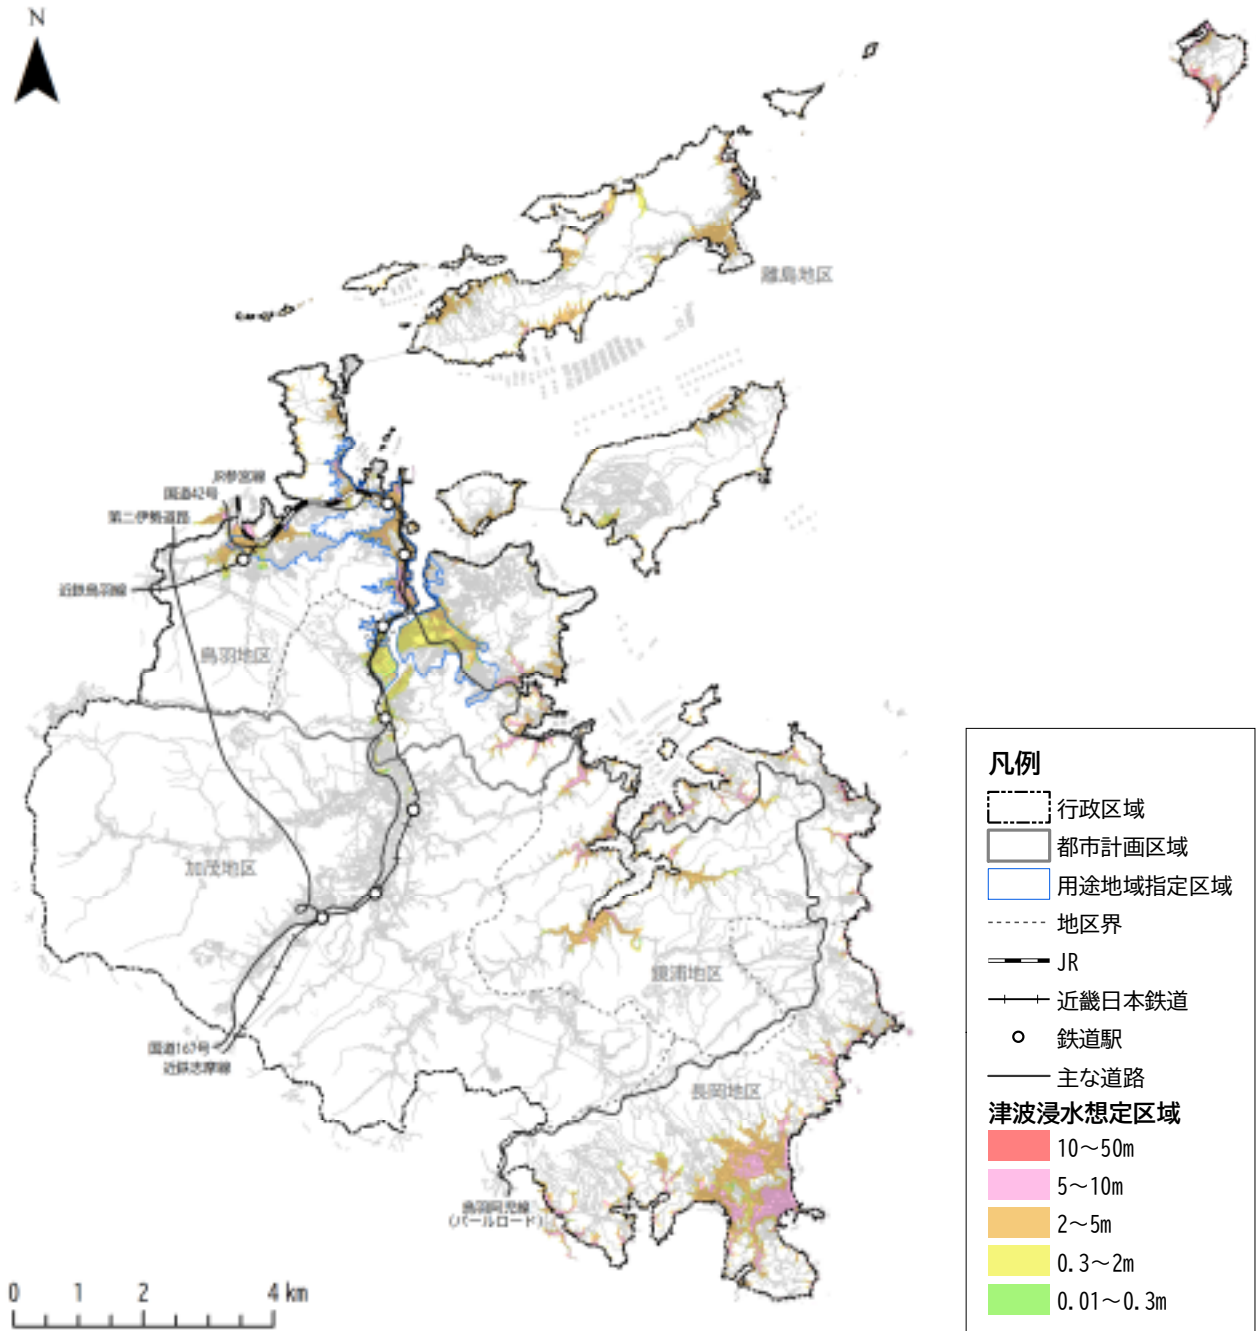 N
離島地区
JR参宮線
国道42号
第二伊勢道路
近鉄鳥羽線
鳥羽地区
加茂地区
鏡浦地区
国道167号
近鉄志摩線
長岡地区
鳥羽阿児線
(パールロード)
0 1 2 4 km
凡例
行政区域
都市計画区域
用途地域指定区域
地区界
JR
近畿日本鉄道
鉄道駅
主な道路
津波浸水想定区域
10～50m
5～10m
2～5m
0.3～2m
0.01～0.3m